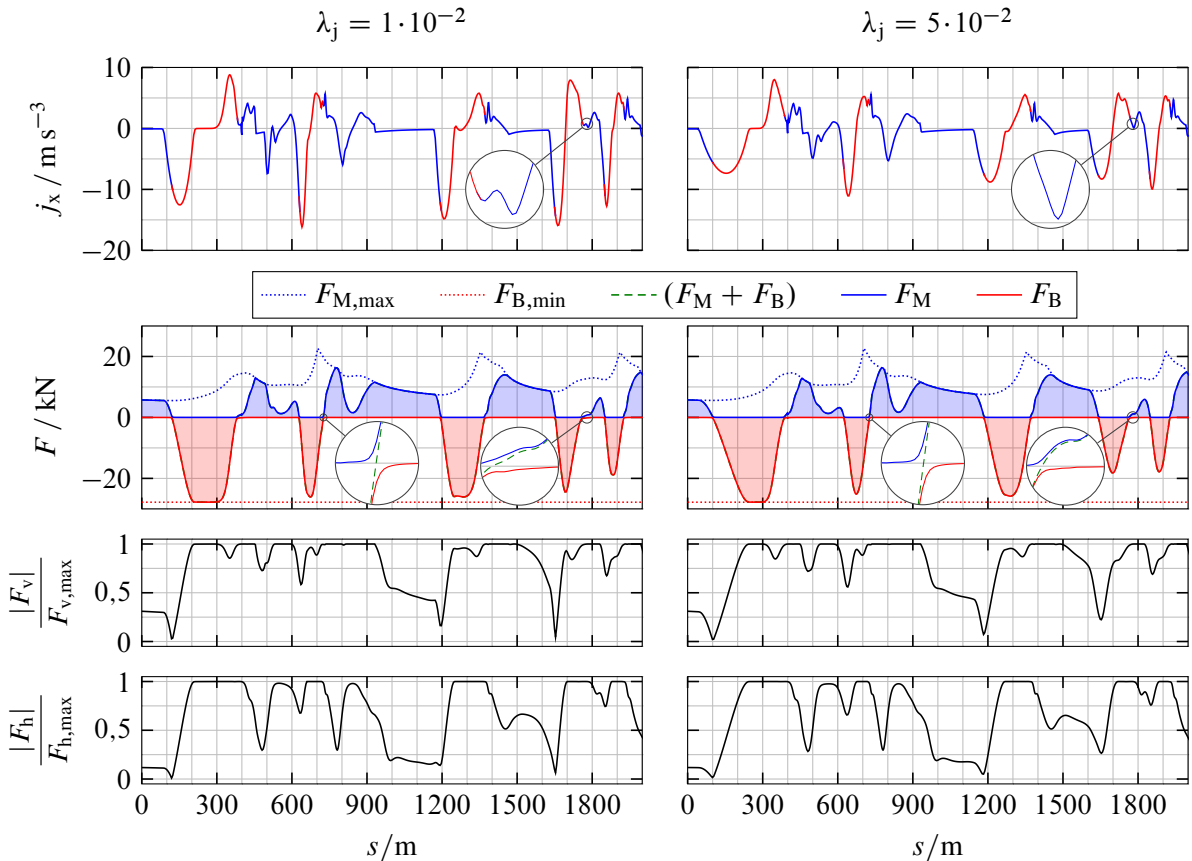 λj = 1·10−2
λj = 5·10−2
10
0
−10
−20
jx / m s−3
FM,max
FB,min
(FM + FB)
FM
FB
20
0
−20
F / kN
1
0,5
0
|Fv|
Fv,max
1
0,5
0
|Fh|
Fh,max
0 300 600 900 1200 1500 1800
0 300 600 900 1200 1500 1800
s/m
s/m